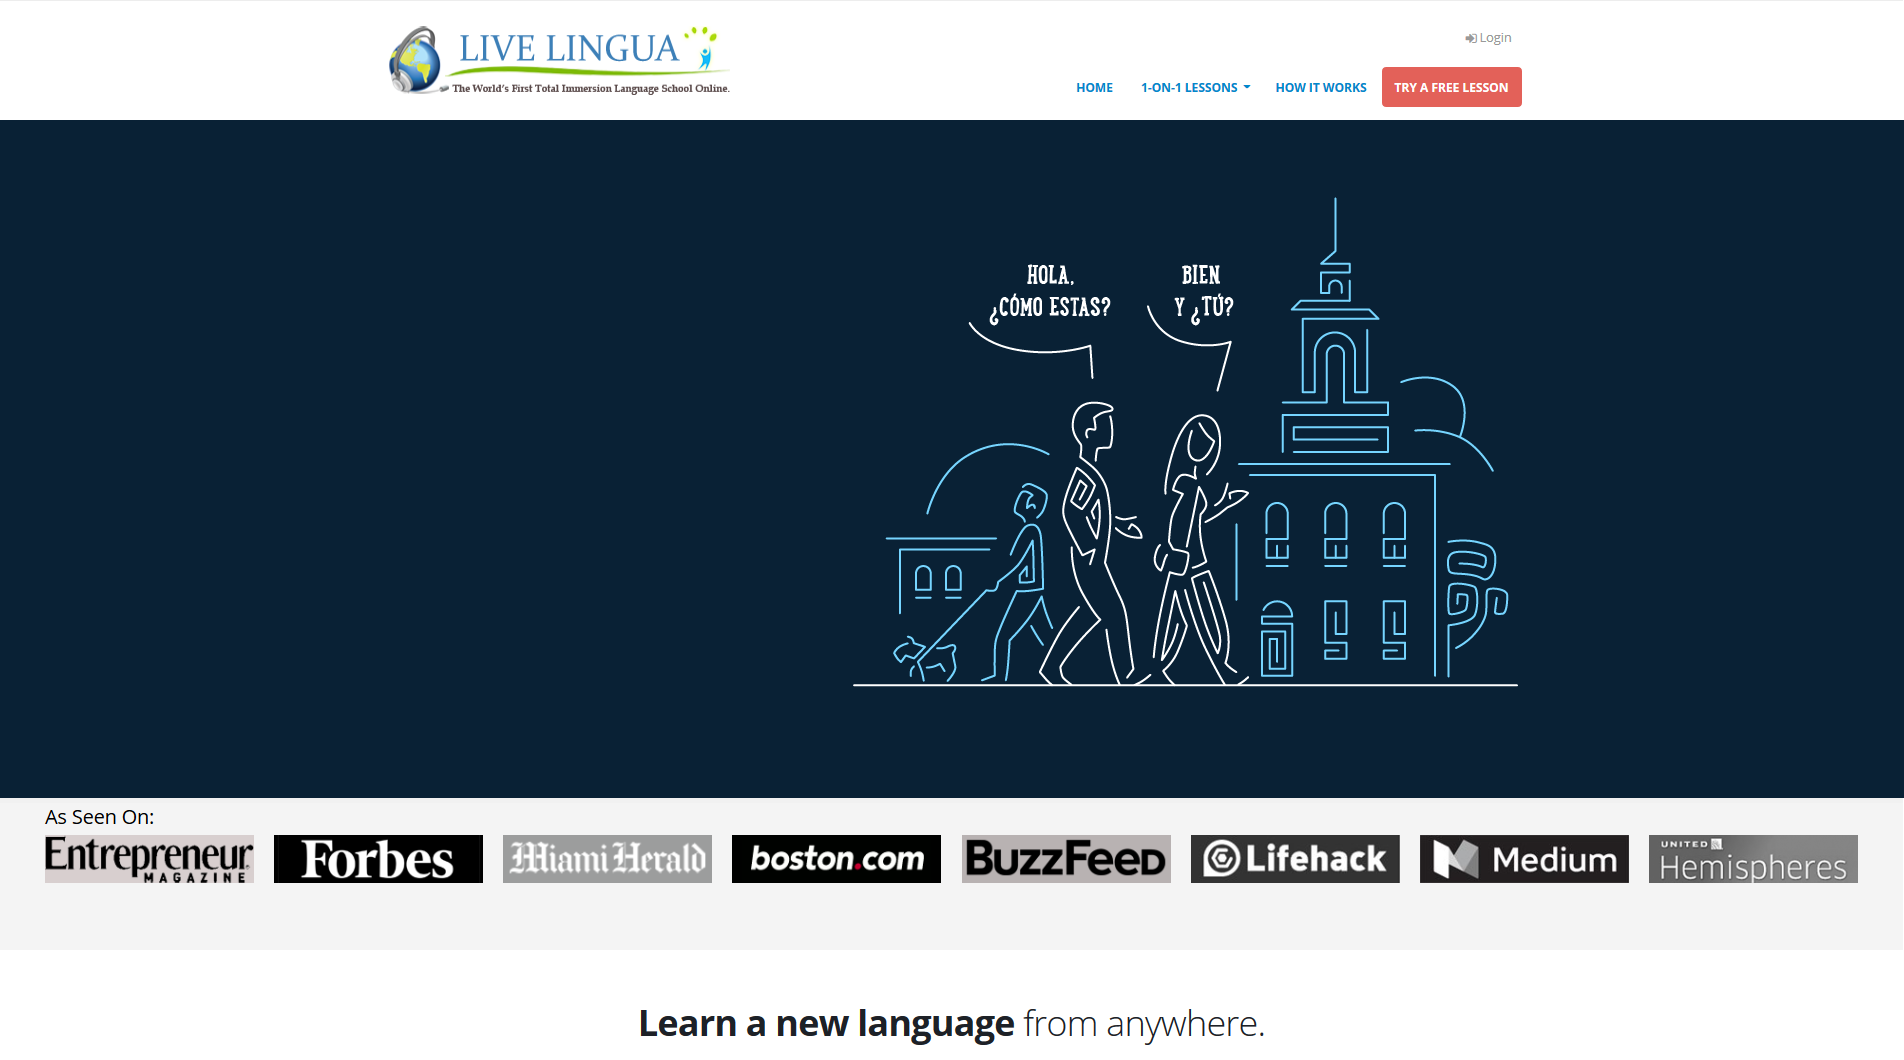 LIVE LINGUA
The World's First Total Immersion Language School Online.
Login
HOME
1-ON-1 LESSONS
HOW IT WORKS
TRY A FREE LESSON
HOLA,
¿CÓMO ESTAS?
BIEN
Y ¿TÚ?
As Seen On:
Entrepreneur
MAGAZINE
Forbes
Miami Herald
boston.com
BuzzFeed
Lifehack
Medium
UNITED
Hemispheres
Learn a new language from anywhere.